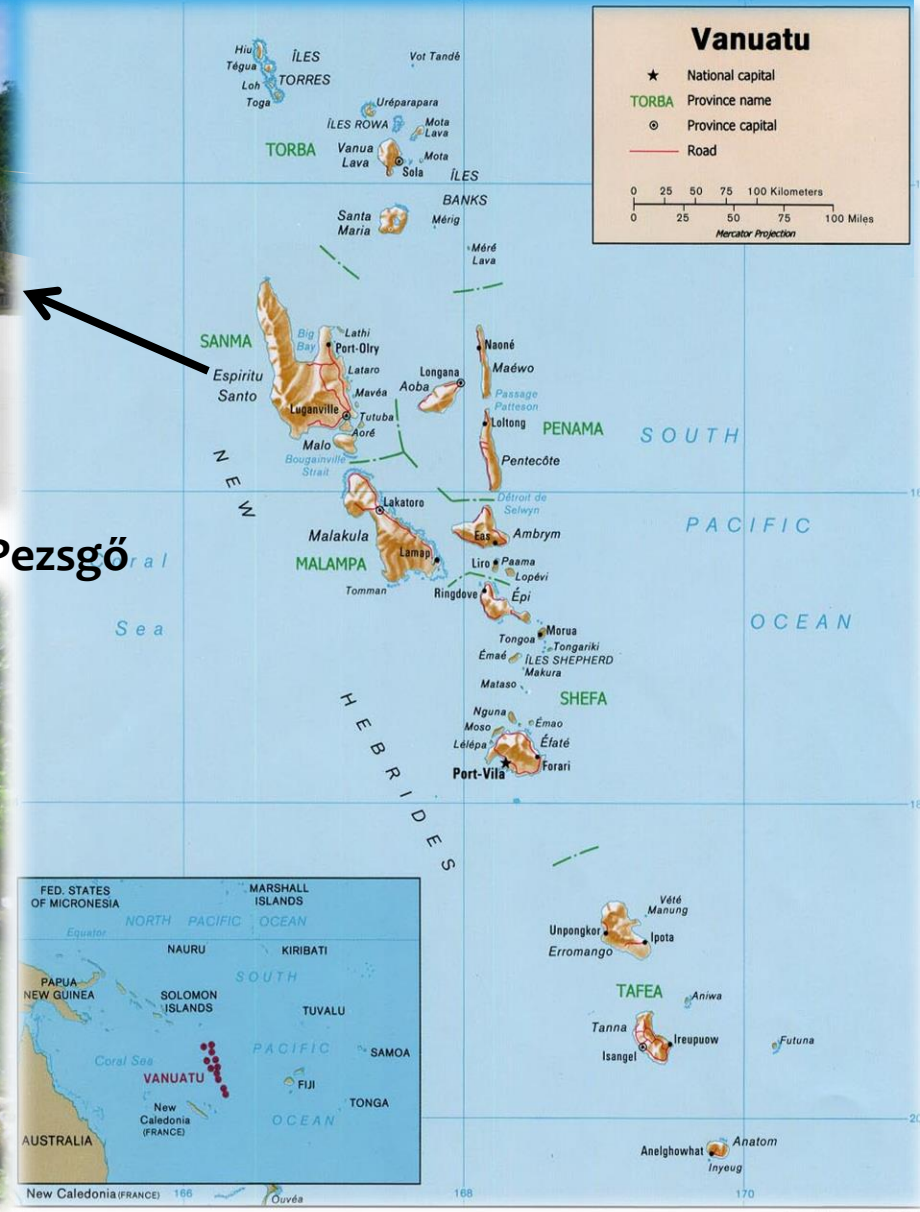 Vanuatu
National capital
TORBA Province name
Province capital
Road
0 25 50 75 100 Kilometers
0 25 50 75 100 Miles
Mercator Projection
Hiu
Tégua
Loh
Toga
ÎLES
TORRES
Vot Tandé
Uréparapara
ÎLES ROWA
Mota
Lava
TORBA
Vanua
Lava
Mota
Sola
ÎLES
BANKS
Santa
Maria
Mérig
Méré
Lava
SANMA
Big
Bay
Lathi
Port-Olry
Espiritu
Santo
Lataro
Mavéa
Luganville
Tutuba
Aoré
Malo
Bougainville
Strait
Longana
Aoba
Naoné
Maéwo
Passage
Patteson
Loltong
PENAMA
Pentecôte
SOUTH
PACIFIC
OCEAN
NEW
HEBRIDES
Détroit de
Selwyn
Lakatoro
Malakula
MALAMPA
Lamap
Tomman
Eas
Ambrym
Liro
Paama
Lopévi
Ringdove
Épi
Pezsgő
oral
Sea
Morua
Tongoa
Tongariki
Émaé
ÎLES SHEPHERD
Makura
Mataso
SHEFA
Nguna
Émao
Moso
Lélépa
Éfaté
Port-Vila
Forari
18
Vété
Manung
Unpongkor
Ipota
Erromango
TAFEA
Aniwa
Tanna
Ireupuow
Isangel
Futuna
Anelghowhat
Anatom
Inyeug
FED. STATES
OF MICRONESIA
MARSHALL
ISLANDS
NORTH PACIFIC OCEAN
Equator
NAURU
KIRIBATI
SOUTH
PACIFIC
OCEAN
PAPUA
NEW GUINEA
SOLOMON
ISLANDS
TUVALU
Coral Sea
SAMOA
VANUATU
FIJI
New
Caledonia
(FRANCE)
TONGA
AUSTRALIA
New Caledonia (FRANCE)
166
Ouvéa
168
170